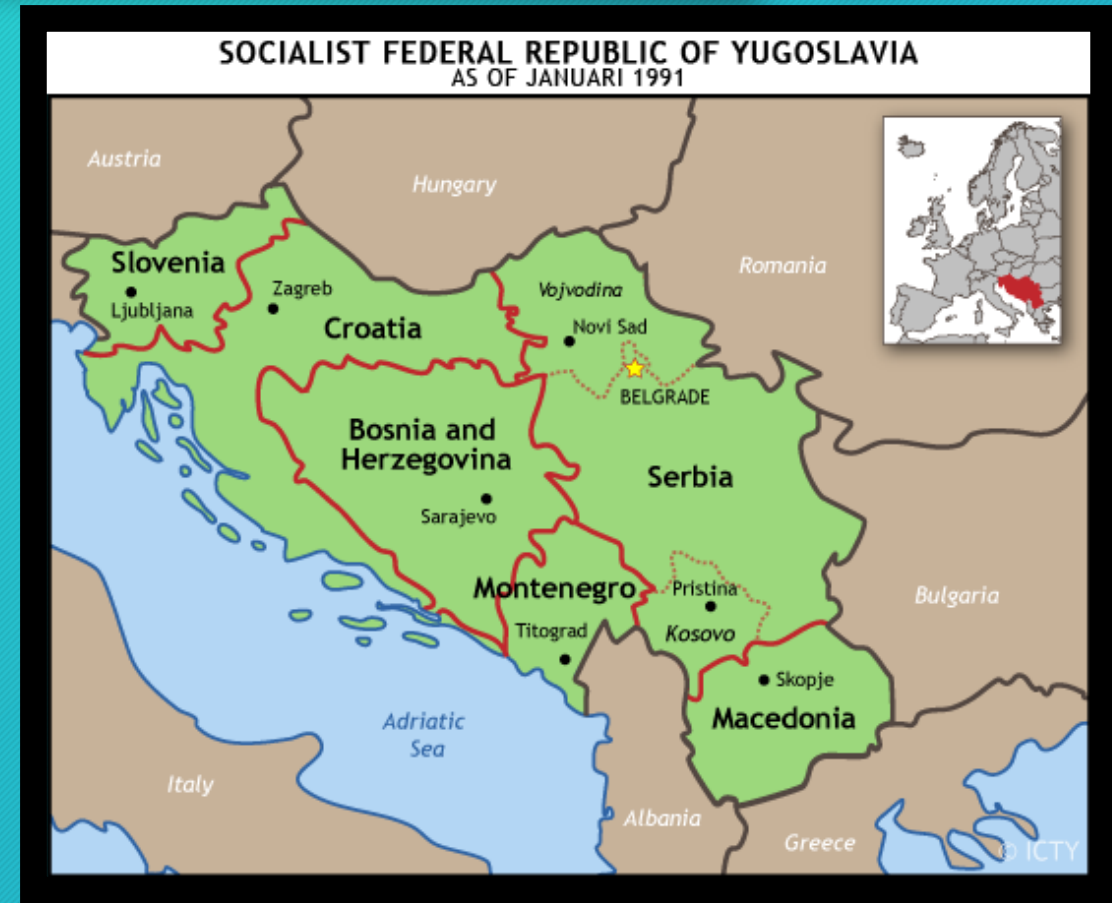 SOCIALIST FEDERAL REPUBLIC OF YUGOSLAVIA
AS OF JANUARI 1991
Austria
Hungary
Romania
Slovenia
Ljubljana
Zagreb
Croatia
Vojvodina
Novi Sad
BELGRADE
Bosnia and
Herzegovina
Sarajevo
Serbia
Montenegro
Titograd
Pristina
Kosovo
Bulgaria
Skopje
Macedonia
Adriatic
Sea
Italy
Albania
Greece
© ICTY